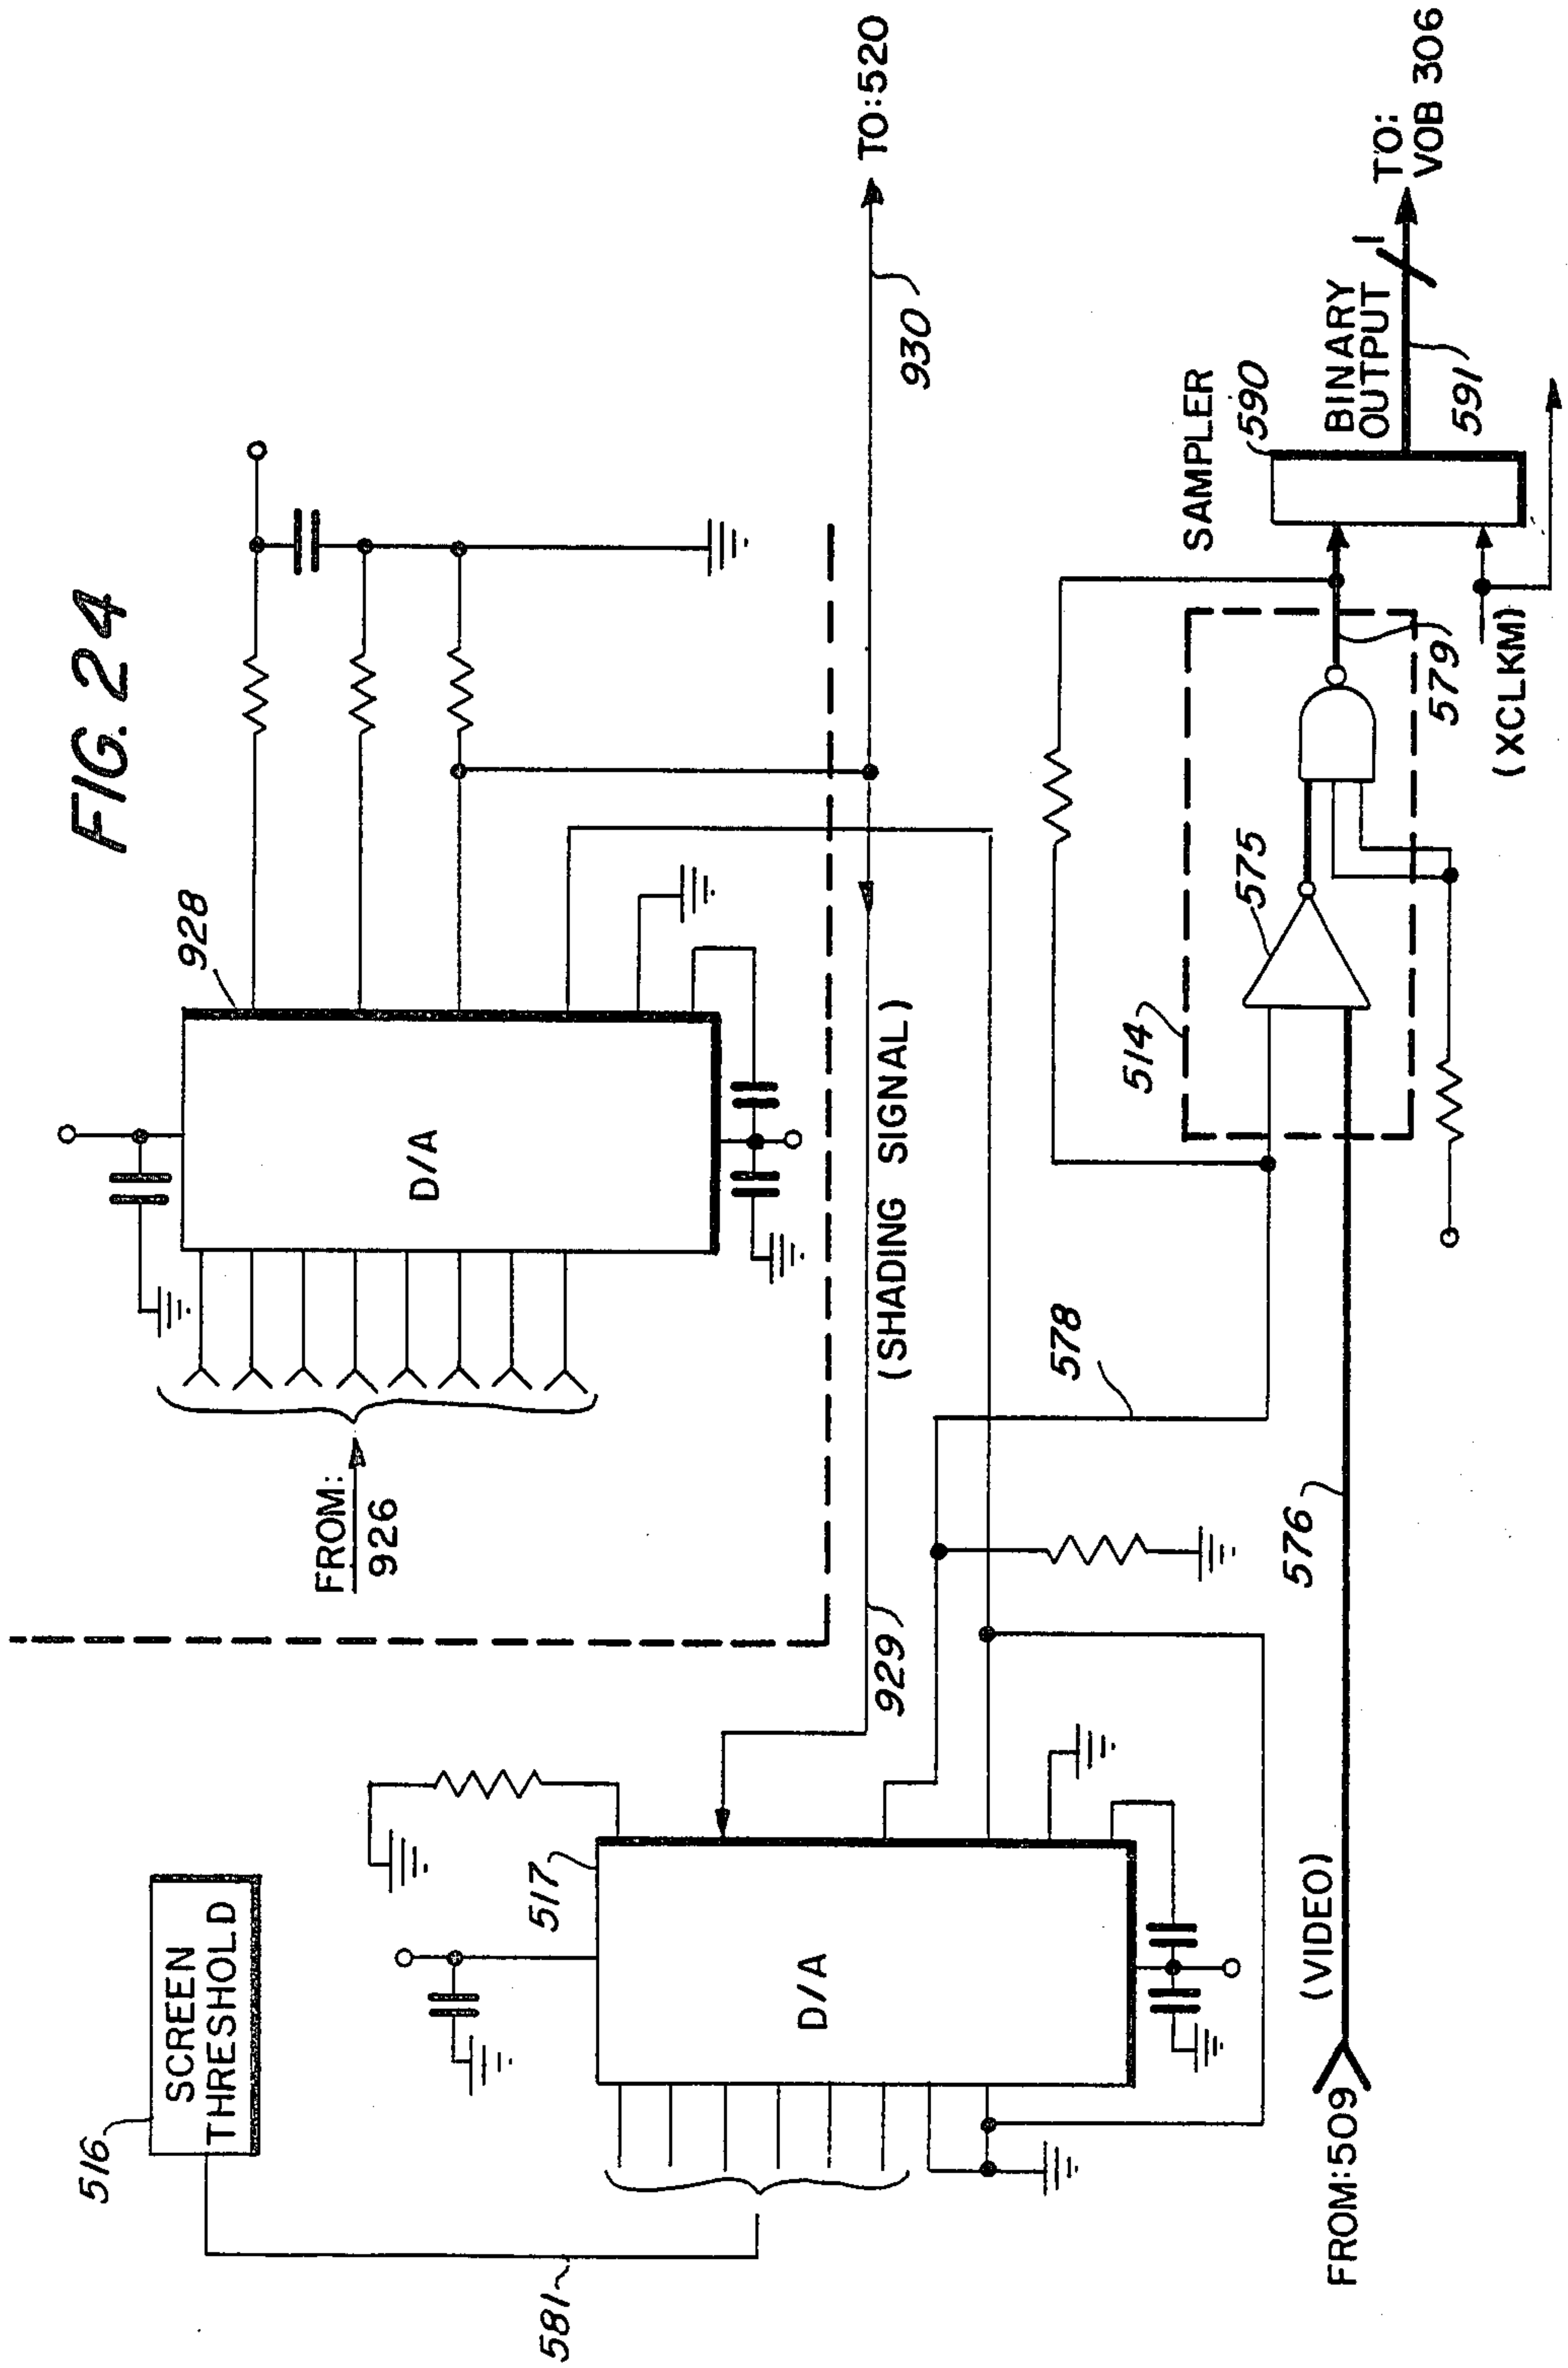 FIG. 24
928
D/A
FROM:
926
TO:520
930
(SHADING SIGNAL)
929
516
SCREEN
THRESHOLD
581
517
D/A
578
514
575
579
SAMPLER
590
BINARY
OUTPUT
1
TO:
VOB 306
591
(XCLKM)
576
(VIDEO)
FROM:509